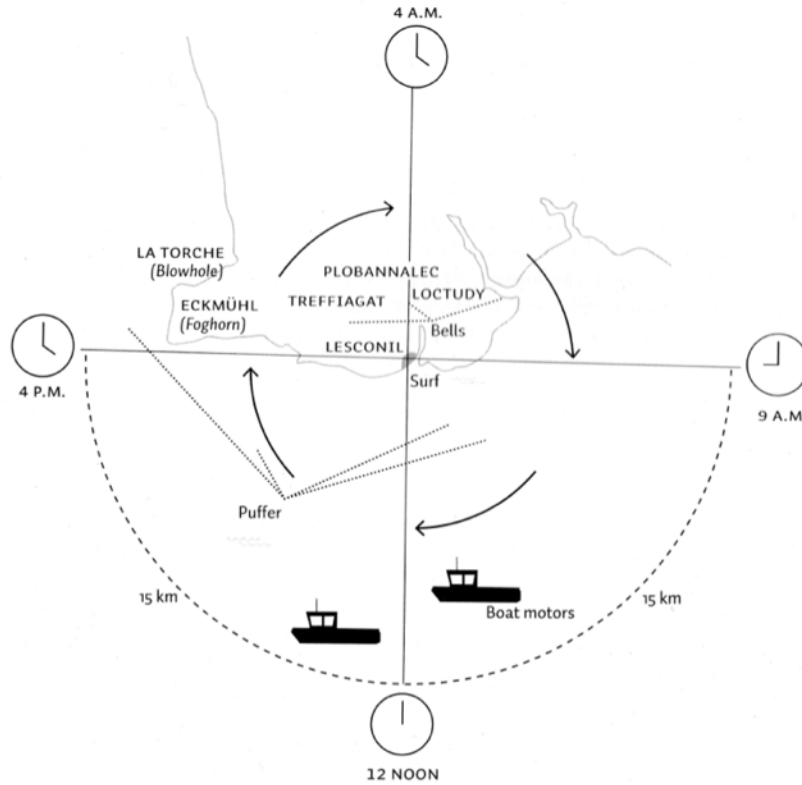 4 A.M.
LA TORCHE
(Blowhole)
PLOBANNALEC
ECKMÜHL
(Foghorn)
TREFFIAGAT
LOCTUDY
Bells
LESCONIL
Surf
4 P.M.
9 A.M
Puffer
15 km
Boat motors
15 km
12 NOON